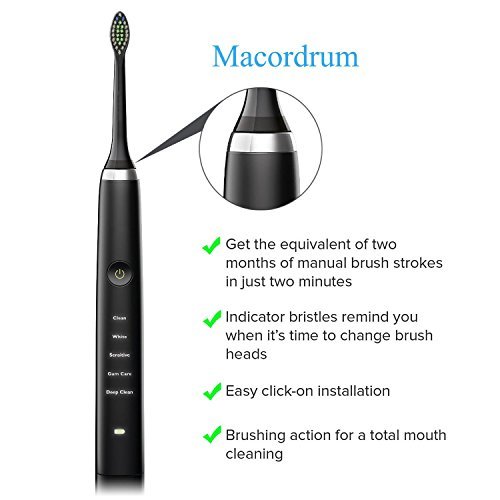 Macordrum
Get the equivalent of two
months of manual brush strokes
in just two minutes
Indicator bristles remind you
when it's time to change brush
heads
Easy click-on installation
Brushing action for a total mouth
cleaning
Clean
White
Sensitive
Gum Care
Deep Clean